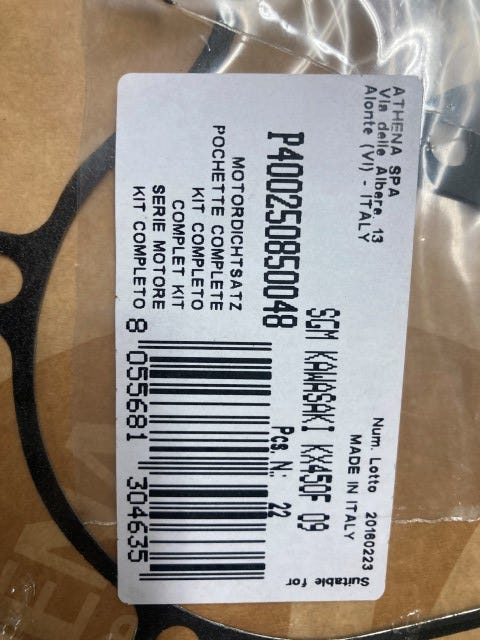 ATHENA SPA
Via delle Albere, 13
Alonte (VI) - ITALY
Num. Lotto 20160223
MADE IN ITALY
Suitable for
SGM KAWASAKI KX450F 09
P400250850048
Pcs. N. 22
MOTORDICHTSATZ
POCHETTE COMPLETE
KIT COMPLETO
COMPLET KIT
SERIE MOTORE
KIT COMPLETO
8 055681 304635